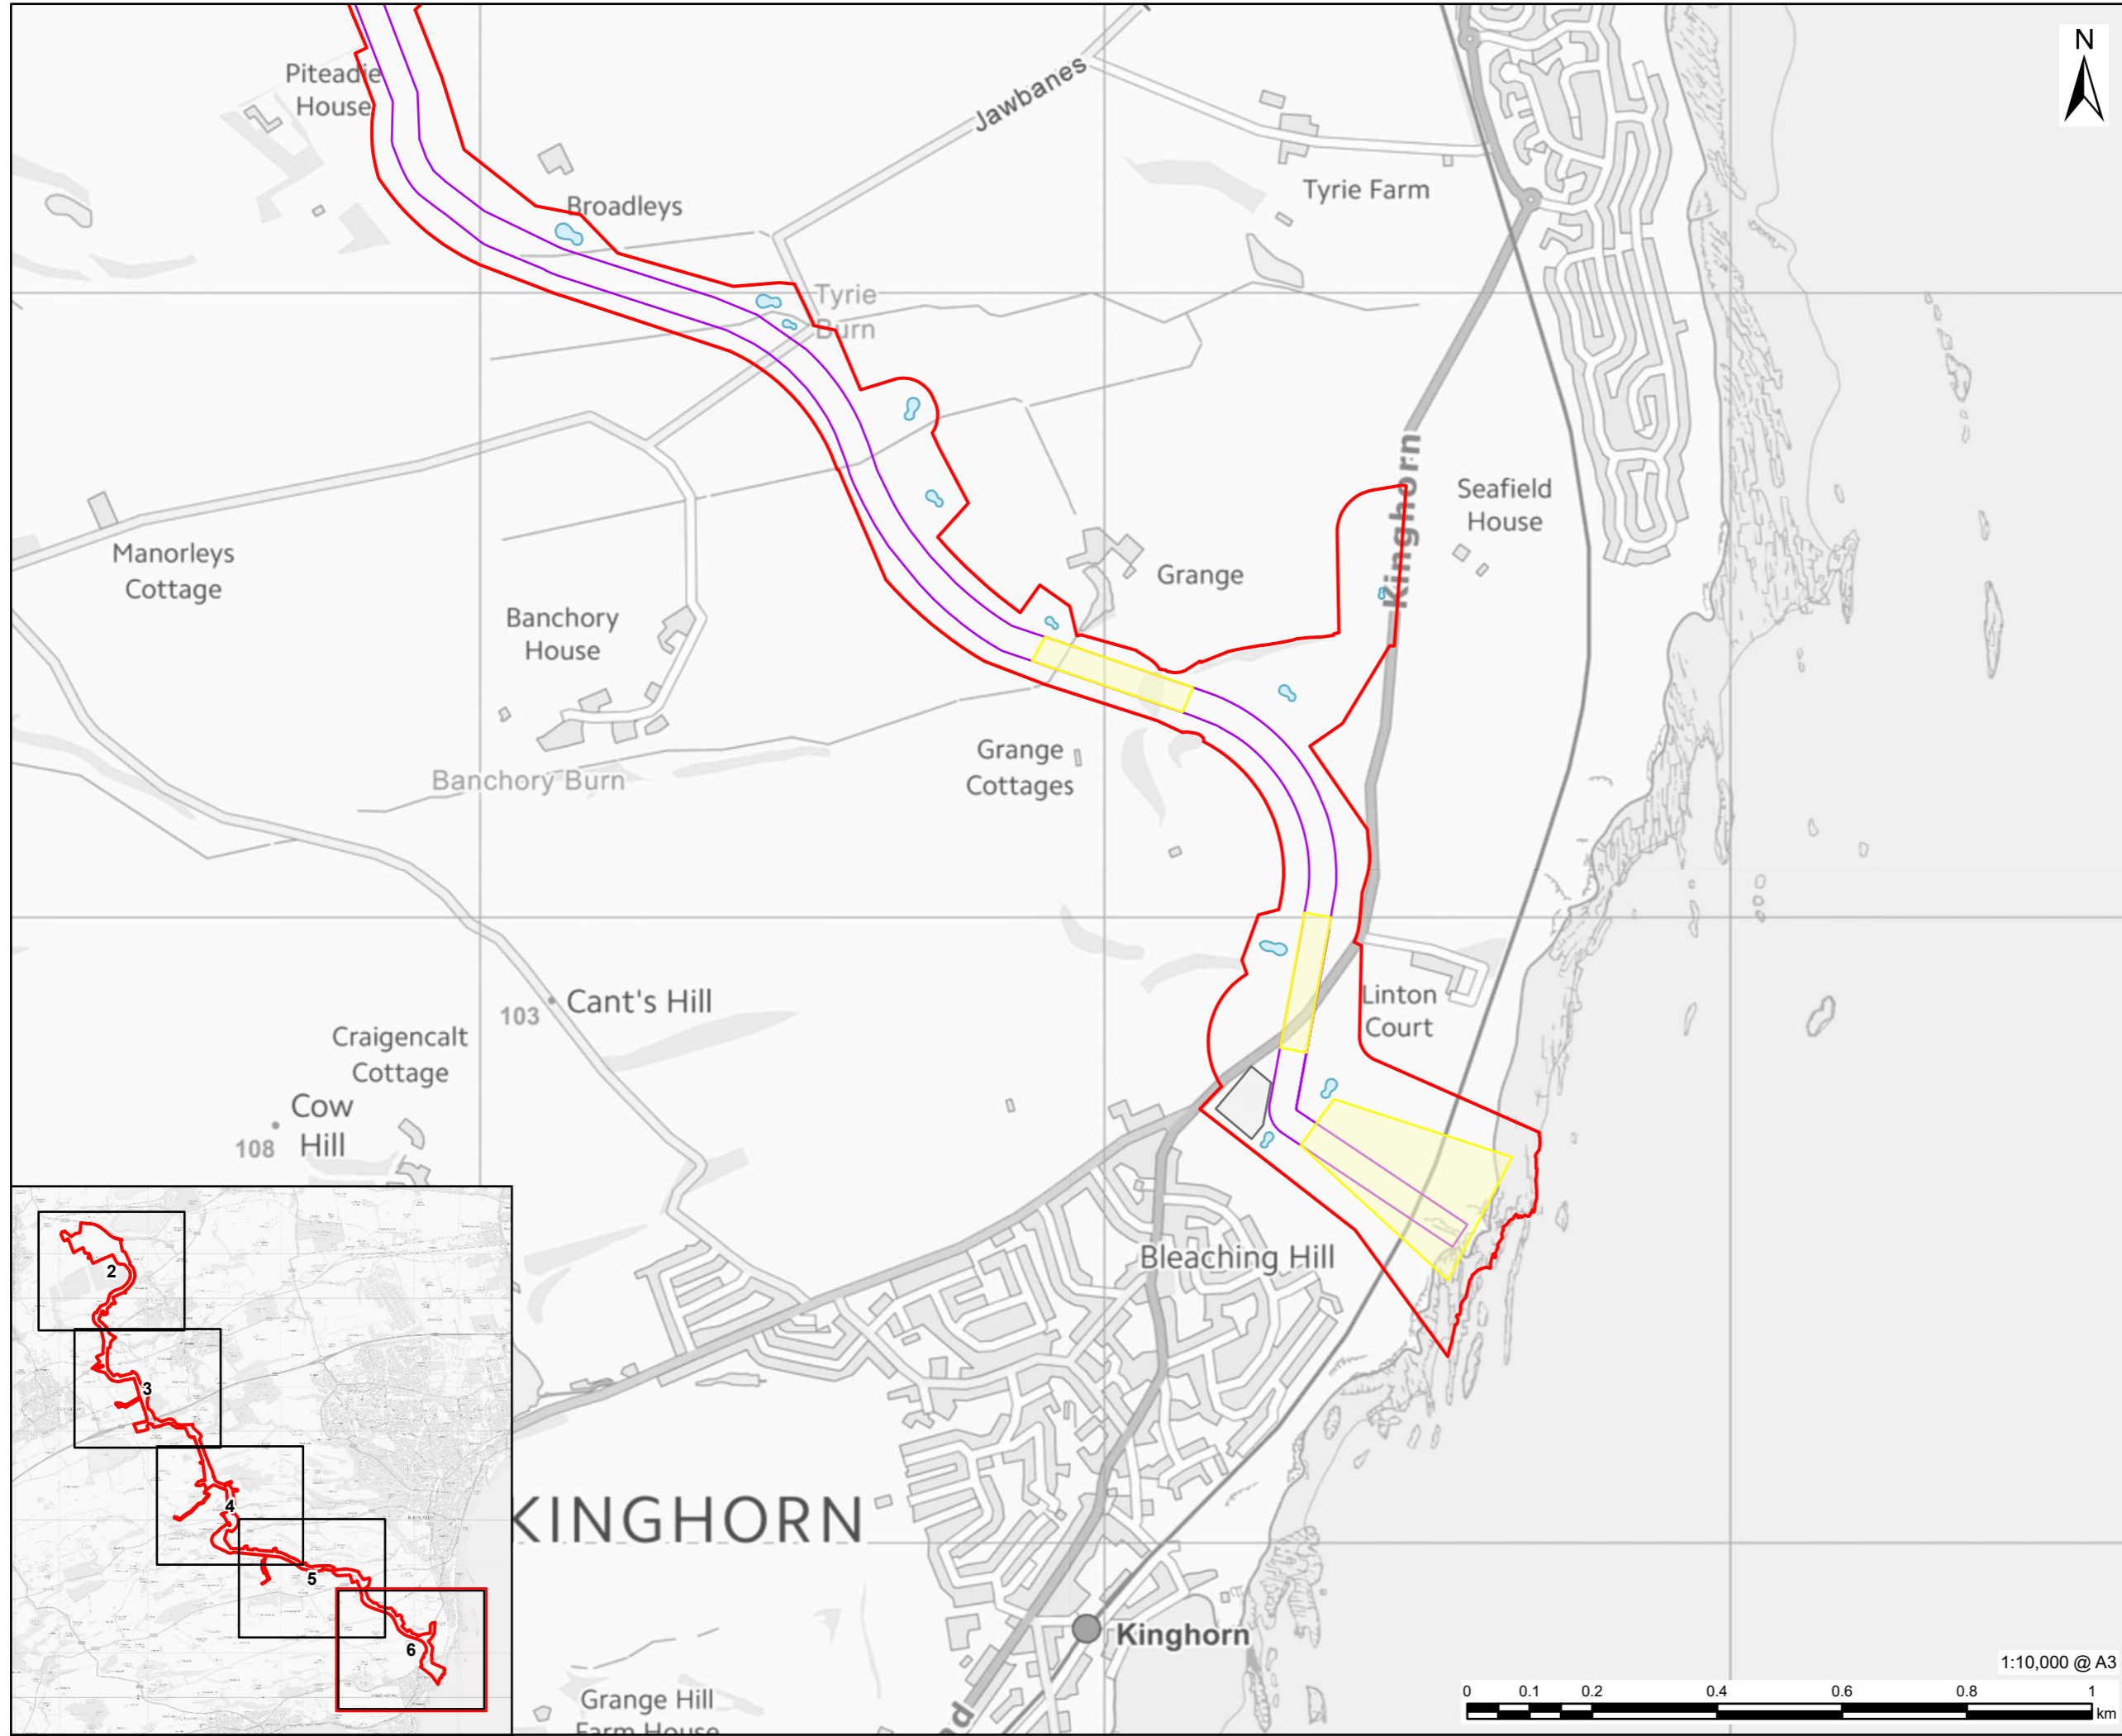 N
Piteadie
House
Jawbanes
Broadleys
Tyrie Farm
Tyrie
Burn
Kinghorn
Seafield
House
Manorleys
Cottage
Grange
Banchory
House
Grange
Cottages
Banchory Burn
Linton
Court
103
Cant's Hill
Craigencalt
Cottage
Cow
Hill
108
Bleaching Hill
2
3
4
5
6
KINGHORN
Kinghorn
Grange Hill
Farm House
nd
1:10,000 @ A3
0 0.1 0.2 0.4 0.6 0.8 1
km